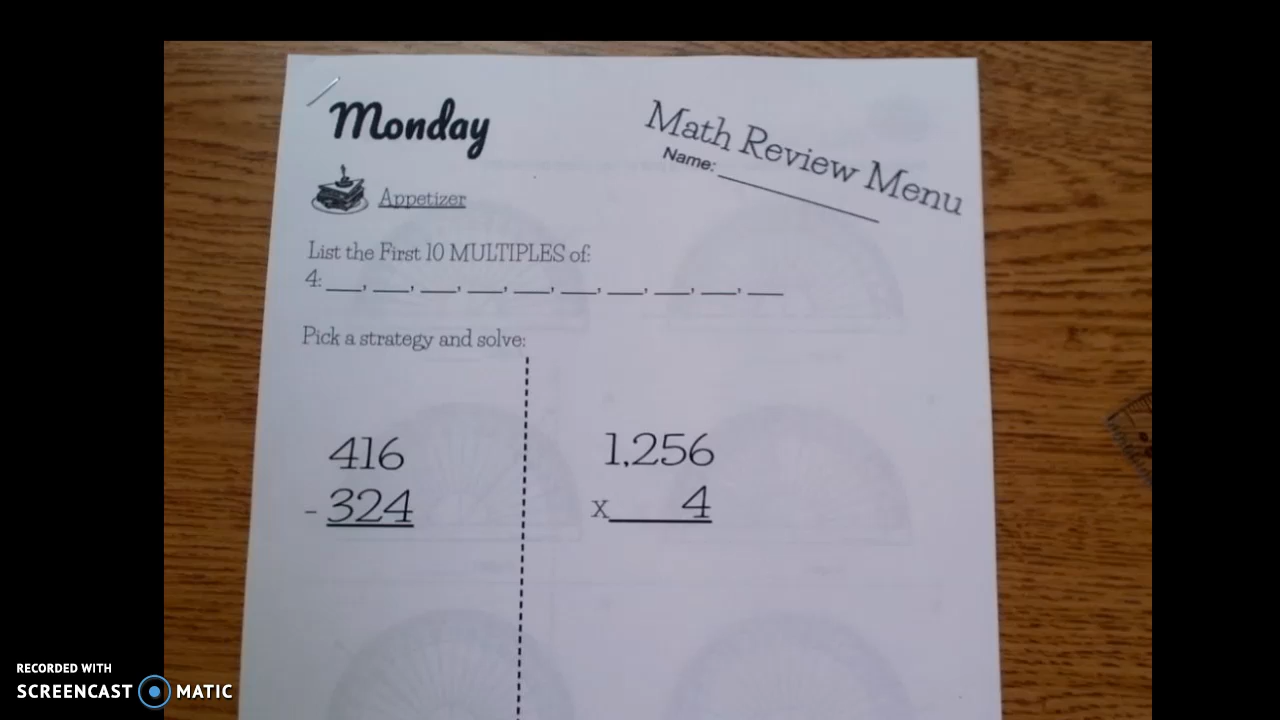 Monday
Math Review Menu
Name: ____________
Appetizer
List the First 10 MULTIPLES of:
4: ___, ___, ___, ___, ___, ___, ___, ___, ___, ___
Pick a strategy and solve:
416
- 324
1,256
x 4
RECORDED WITH
SCREENCAST MATIC